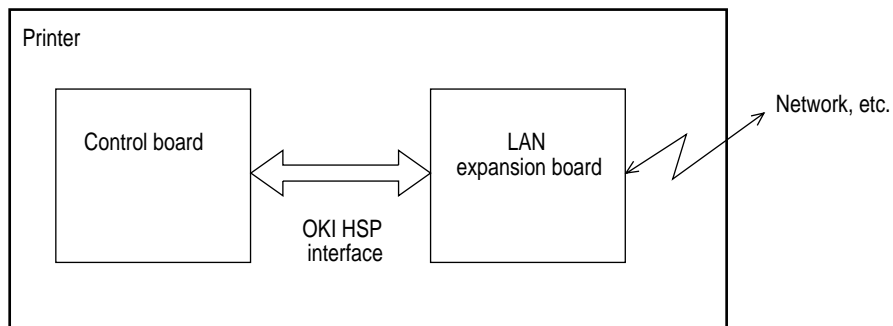 Printer
Control board
LAN
expansion board
Network, etc.
OKI HSP
interface